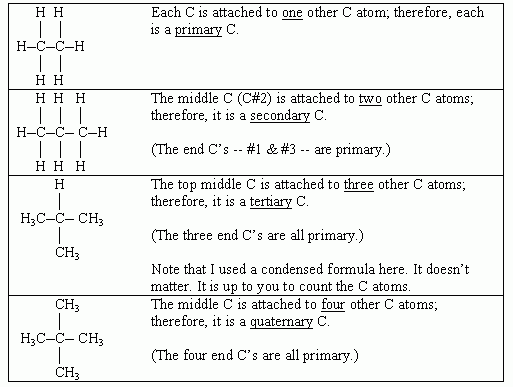 H H
H–C–C–H
H H
Each C is attached to one other C atom; therefore, each
is a primary C.
H H H
H–C–C–C–H
H H H
The middle C (C#2) is attached to two other C atoms;
therefore, it is a secondary C.
(The end C's -- #1 & #3 -- are primary.)
H
H₃C–C– CH₃
CH₃
The top middle C is attached to three other C atoms;
therefore, it is a tertiary C.
(The three end C's are all primary.)
Note that I used a condensed formula here. It doesn't
matter. It is up to you to count the C atoms.
CH₃
H₃C–C– CH₃
CH₃
The middle C is attached to four other C atoms;
therefore, it is a quaternary C.
(The four end C's are all primary.)